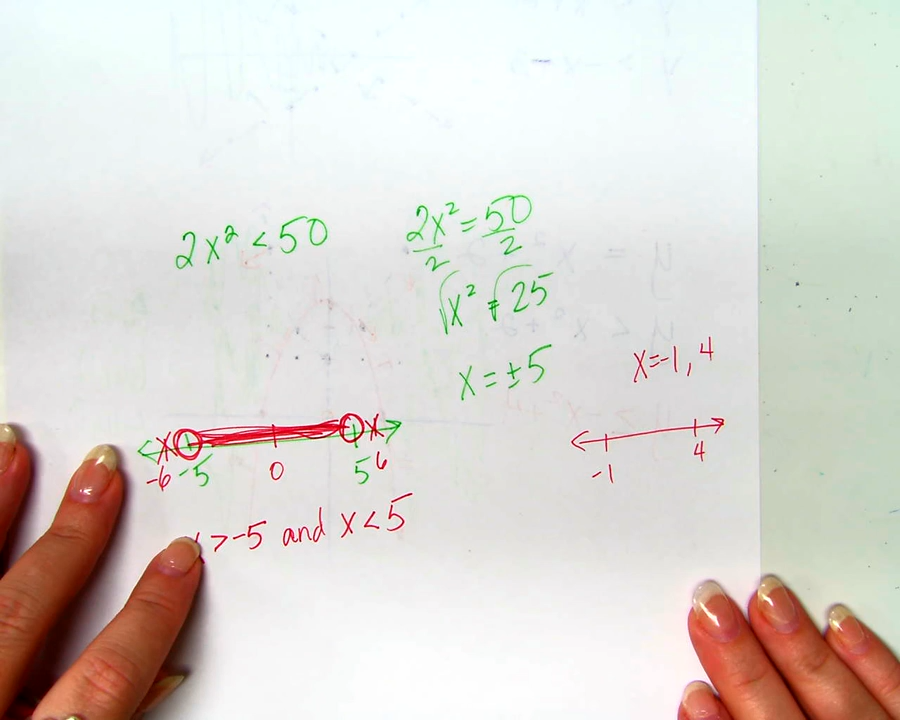 2x² < 50
2x² = 50
2 2
√x² = √25
x = ±5
x = -1, 4
x x
-6 -5 0 5 6
-1 4
> -5 and x < 5